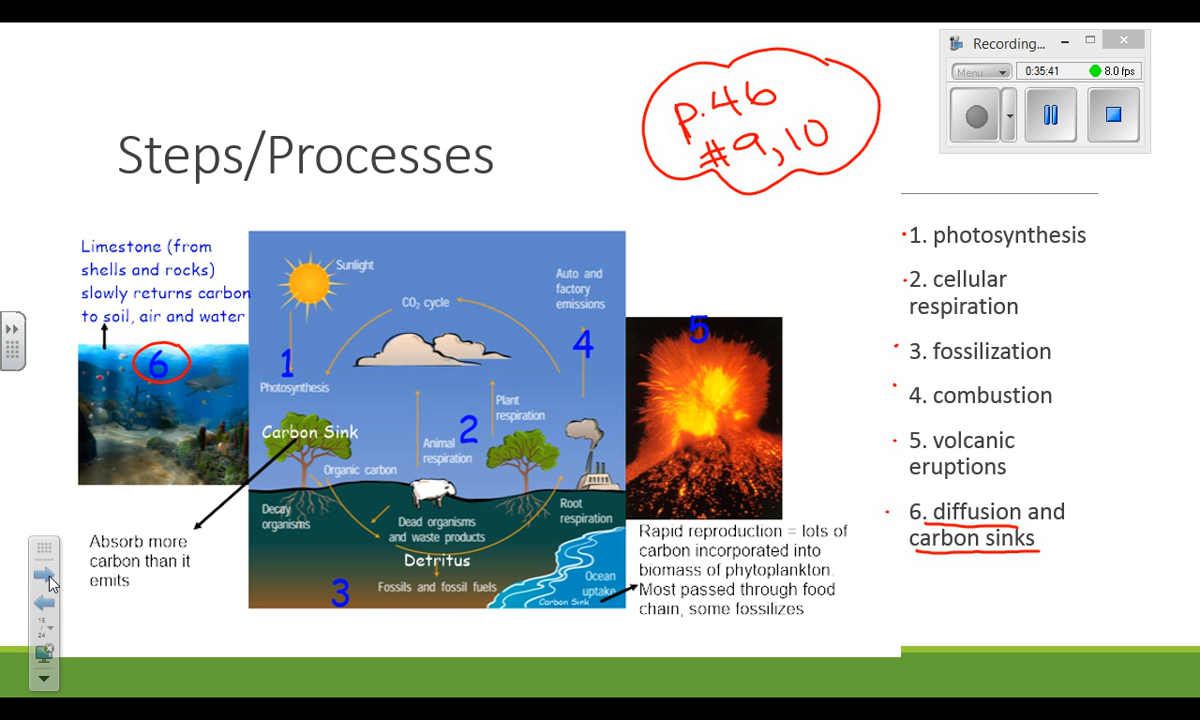 Recording...
Menu
0:35:41
8.0 fps
p.46
#9,10
Steps/Processes
Limestone (from
shells and rocks)
slowly returns carbon
to soil, air and water
6
Sunlight
CO2 cycle
Auto and
factory
emissions
1
Photosynthesis
4
5
Carbon Sink
Plant
respiration
2
Animal
respiration
Organic carbon
Decay
organisms
Dead organisms
and waste products
Root
respiration
Detritus
3
Fossils and fossil fuels
Ocean
uptake
Carbon Sink
Absorb more
carbon than it
emits
Rapid reproduction = lots of
carbon incorporated into
biomass of phytoplankton.
Most passed through food
chain, some fossilizes
1. photosynthesis
2. cellular
respiration
3. fossilization
4. combustion
5. volcanic
eruptions
6. diffusion and
carbon sinks
15
/
24